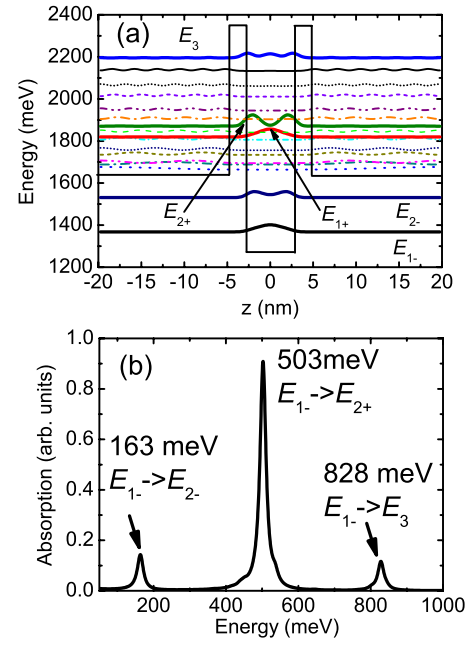 (a)
E3
2400
2200
2000
1800
1600
1400
1200
Energy (meV)
E2+
E1+
E2-
E1-
-20 -15 -10 -5 0 5 10 15 20
z (nm)
(b)
1.0
0.8
0.6
0.4
0.2
0.0
Absorption (arb. units)
503meV
E1-->E2+
163 meV
E1-->E2-
828 meV
E1-->E3
200 400 600 800 1000
Energy (meV)